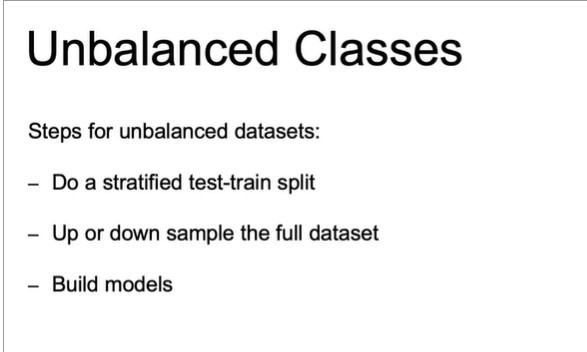 Unbalanced Classes
Steps for unbalanced datasets:
– Do a stratified test-train split
– Up or down sample the full dataset
– Build models